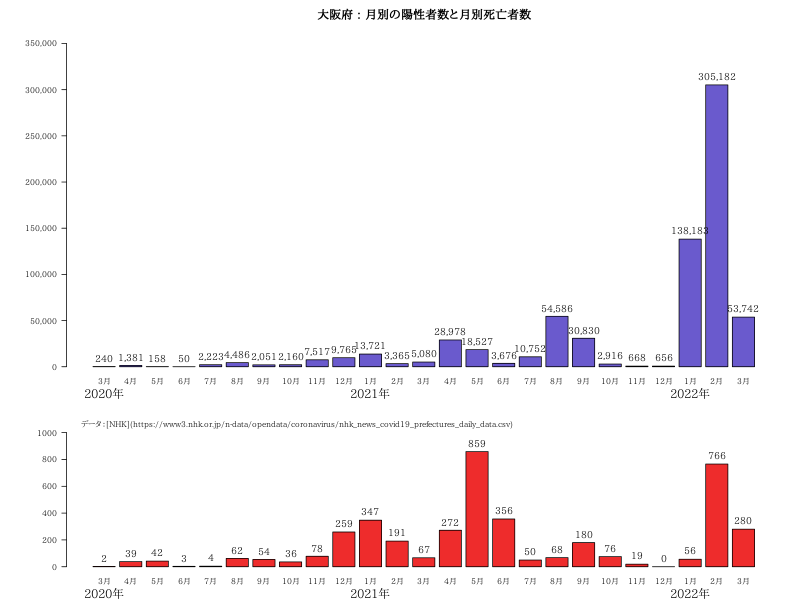 大阪府：月別の陽性者数と月別死亡者数
350,000
300,000
250,000
200,000
150,000
100,000
50,000
0
240 1,381 158 50 2,223 4,486 2,051 2,160 7,517 9,765 13,721 3,365 5,080 28,978 18,527 3,676 10,752 54,586 30,830 2,916 668 656 138,183 305,182 53,742
3月 4月 5月 6月 7月 8月 9月 10月 11月 12月 1月 2月 3月 4月 5月 6月 7月 8月 9月 10月 11月 12月 1月 2月 3月
2020年 2021年 2022年
データ：[NHK](https://www3.nhk.or.jp/n-data/opendata/coronavirus/nhk_news_covid19_prefectures_daily_data.csv)
1000
800
600
400
200
0
2 39 42 3 4 62 54 36 78 259 347 191 67 272 859 356 50 68 180 76 19 0 56 766 280
3月 4月 5月 6月 7月 8月 9月 10月 11月 12月 1月 2月 3月 4月 5月 6月 7月 8月 9月 10月 11月 12月 1月 2月 3月
2020年 2021年 2022年